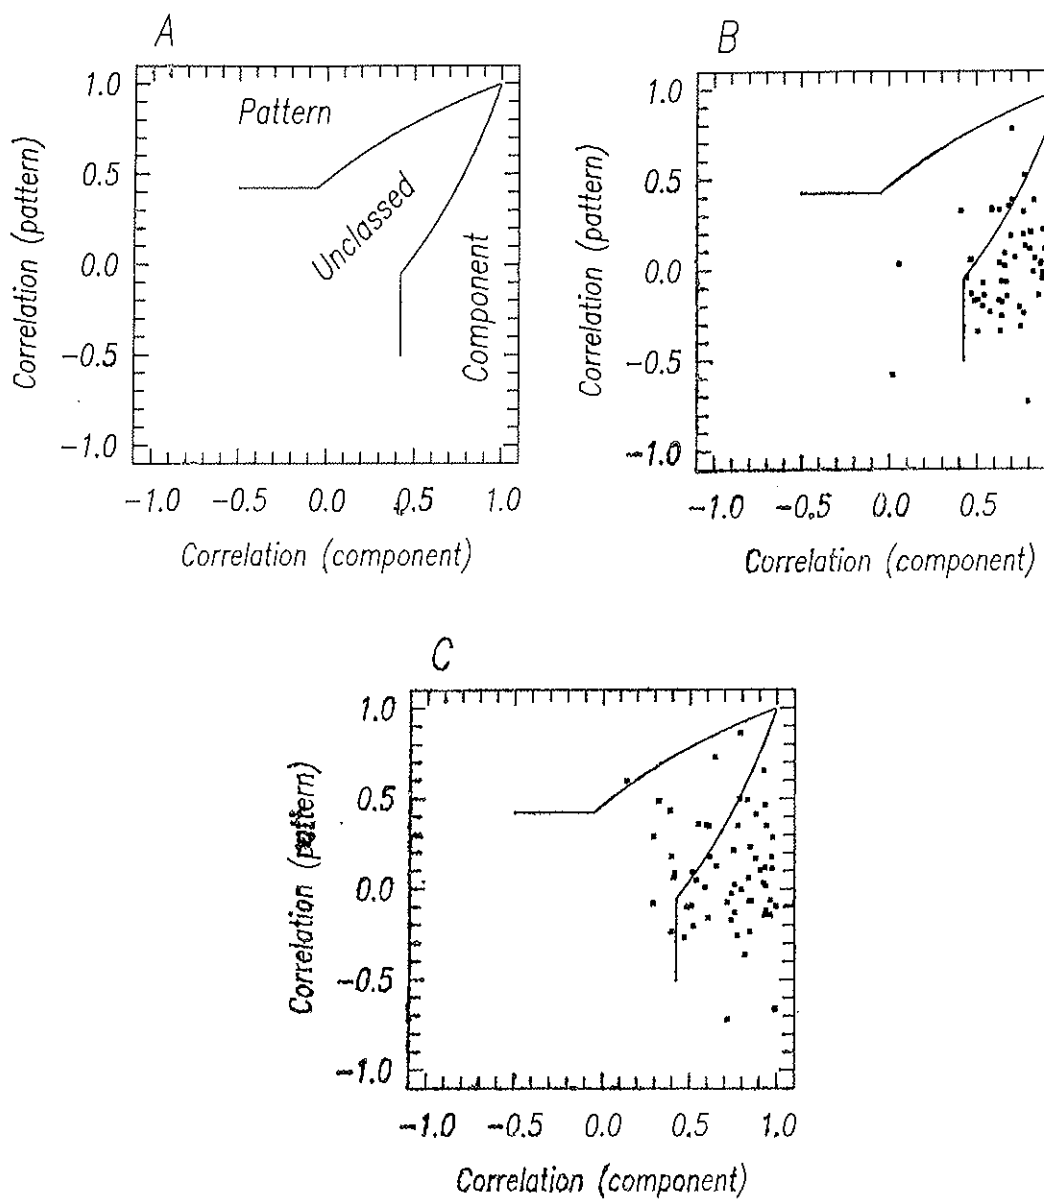 A
1.0
0.5
0.0
-0.5
-1.0
Correlation (pattern)
Pattern
Unclassed
Component
-1.0 -0.5 0.0 0.5 1.0
Correlation (component)
B
1.0
0.5
0.0
-0.5
-1.0
Correlation (pattern)
-1.0 -0.5 0.0 0.5
Correlation (component)
C
1.0
0.5
0.0
-0.5
-1.0
Correlation (pattern)
-1.0 -0.5 0.0 0.5 1.0
Correlation (component)